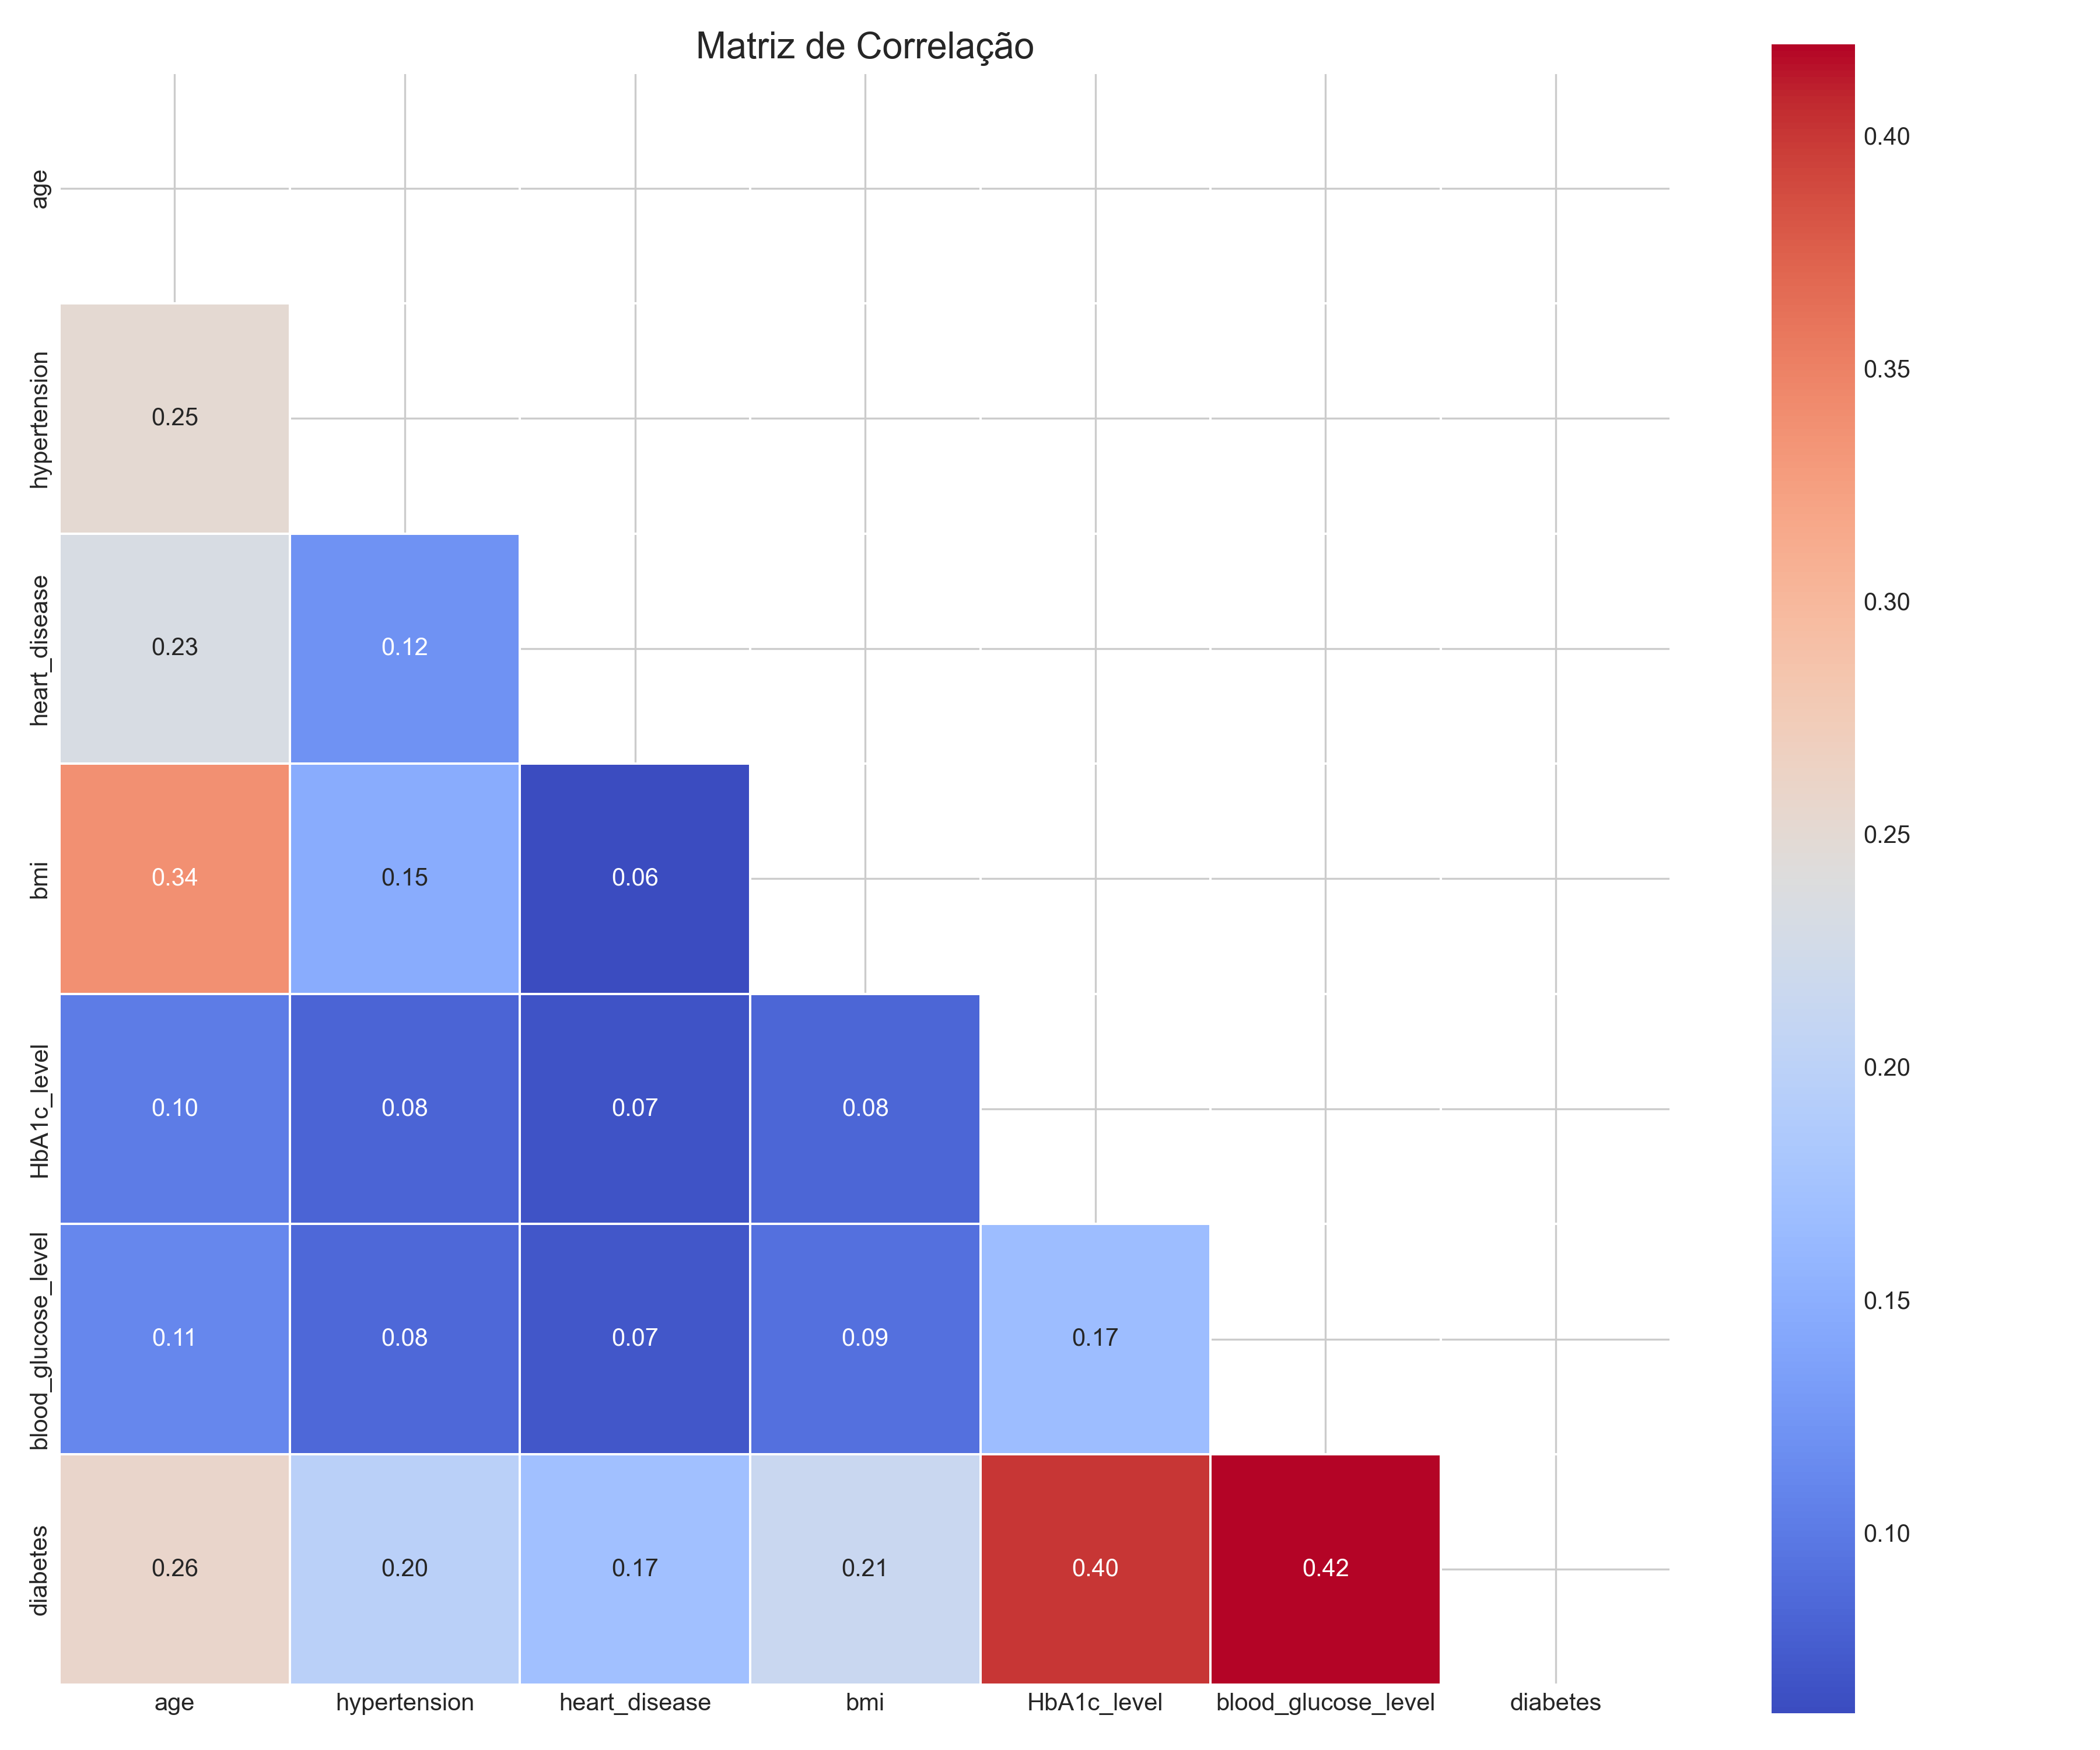 Matriz de Correlação
age
hypertension
0.25
heart_disease
0.23 0.12
bmi
0.34 0.15 0.06
HbA1c_level
0.10 0.08 0.07 0.08
blood_glucose_level
0.11 0.08 0.07 0.09 0.17
diabetes
0.26 0.20 0.17 0.21 0.40 0.42
age hypertension heart_disease bmi HbA1c_level blood_glucose_level diabetes
0.40
0.35
0.30
0.25
0.20
0.15
0.10